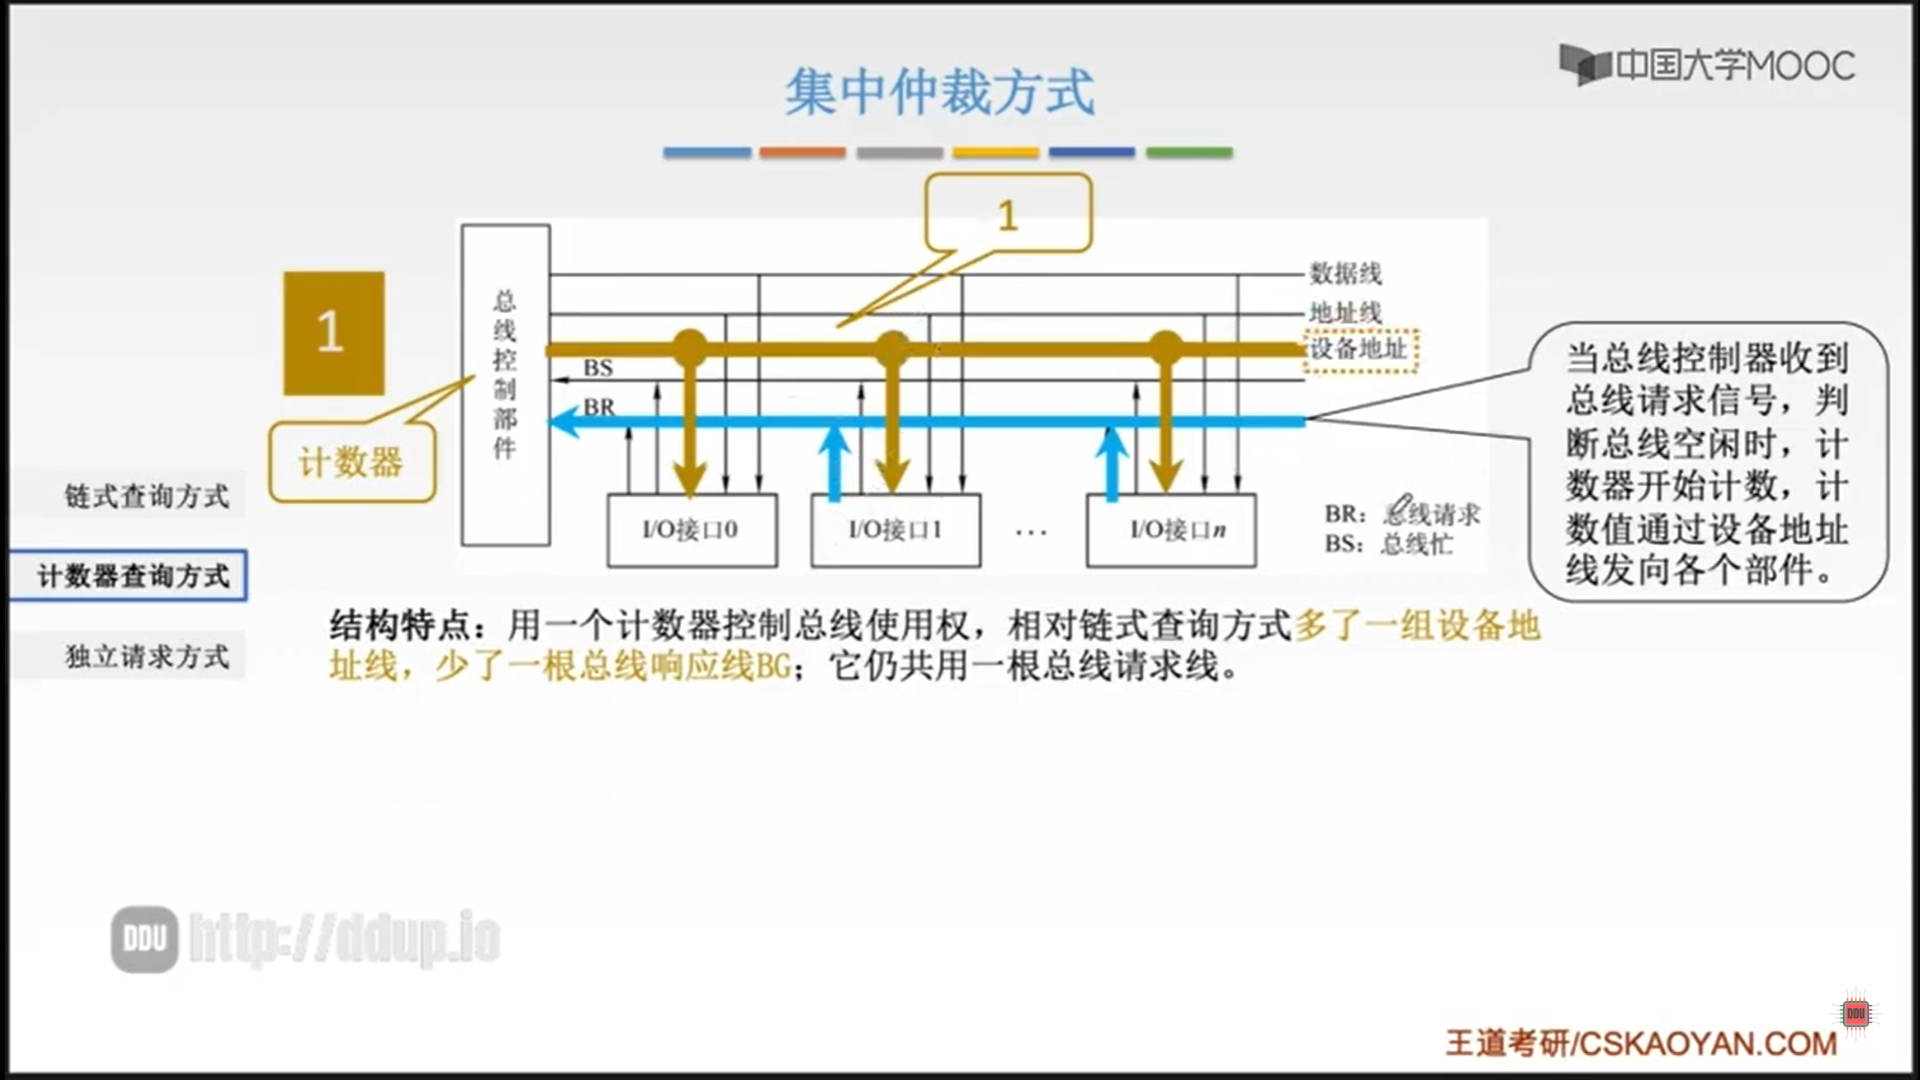 中国大学MOOC
集中仲裁方式
1
1
计数器
总线控制部件
数据线
地址线
设备地址
BS
BR
I/O接口0
I/O接口1
...
I/O接口n
BR：总线请求
BS：总线忙
当总线控制器收到
总线请求信号，判
断总线空闲时，计
数器开始计数，计
数值通过设备地址
线发向各个部件。
链式查询方式
计数器查询方式
独立请求方式
结构特点：用一个计数器控制总线使用权，相对链式查询方式多了一组设备地
址线，少了一根总线响应线BG；它仍共用一根总线请求线。
DDU http://ddup.io
DDU
王道考研/CSKAOYAN.COM